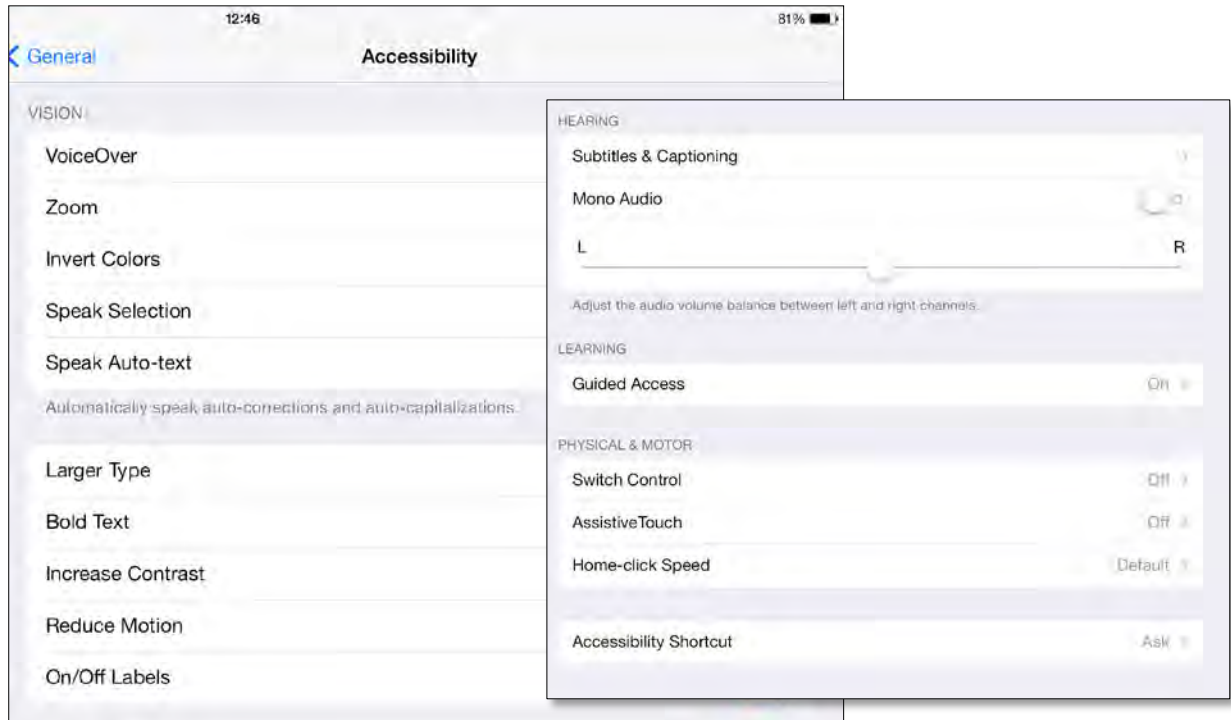 12:46
81%
General
Accessibility
VISION
VoiceOver
Zoom
Invert Colors
Speak Selection
Speak Auto-text
Automatically speak auto-corrections and auto-capitalizations.
Larger Type
Bold Text
Increase Contrast
Reduce Motion
On/Off Labels
HEARING
Subtitles & Captioning
Mono Audio
L R
Adjust the audio volume balance between left and right channels.
LEARNING
Guided Access On
PHYSICAL & MOTOR
Switch Control Off
AssistiveTouch Off
Home-click Speed Default
Accessibility Shortcut Ask